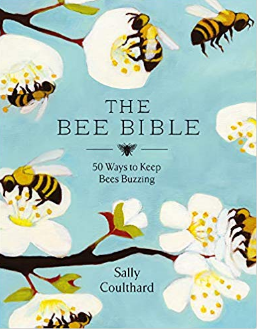 THE
BEE BIBLE
50 Ways to Keep
Bees Buzzing
Sally
Coulthard